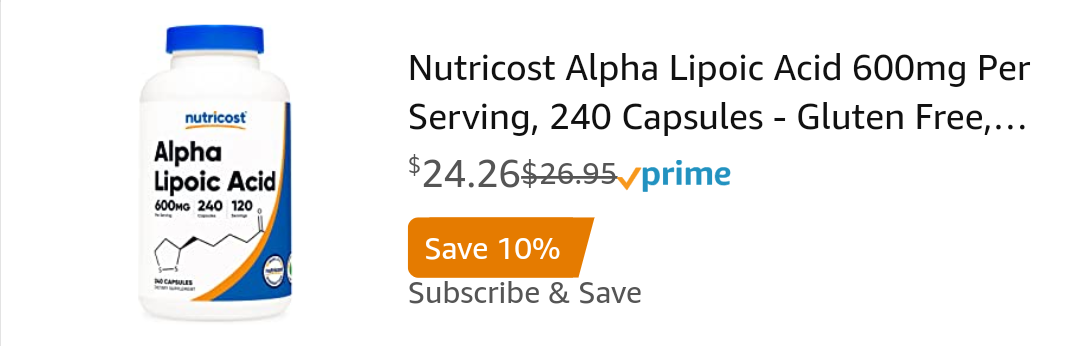 nutricost
Alpha
Lipoic Acid
600MG 240 120
Per Serving Capsules Servings
S S
240 CAPSULES
DIETARY SUPPLEMENT
Nutricost Alpha Lipoic Acid 600mg Per
Serving, 240 Capsules - Gluten Free,...
$24.26 $26.95 prime
Save 10%
Subscribe & Save